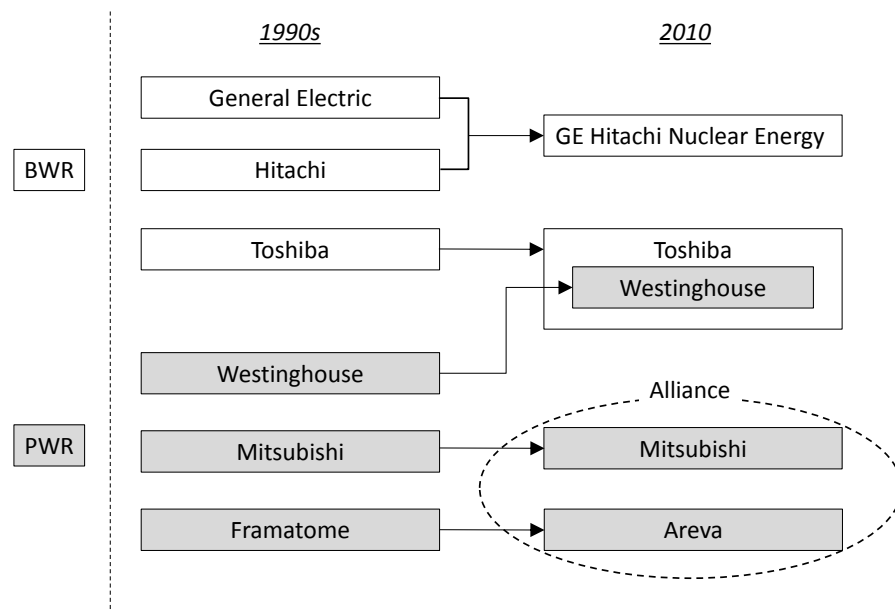 1990s
2010
BWR
General Electric
Hitachi
GE Hitachi Nuclear Energy
Toshiba
Toshiba
Westinghouse
Westinghouse
Alliance
PWR
Mitsubishi
Mitsubishi
Framatome
Areva